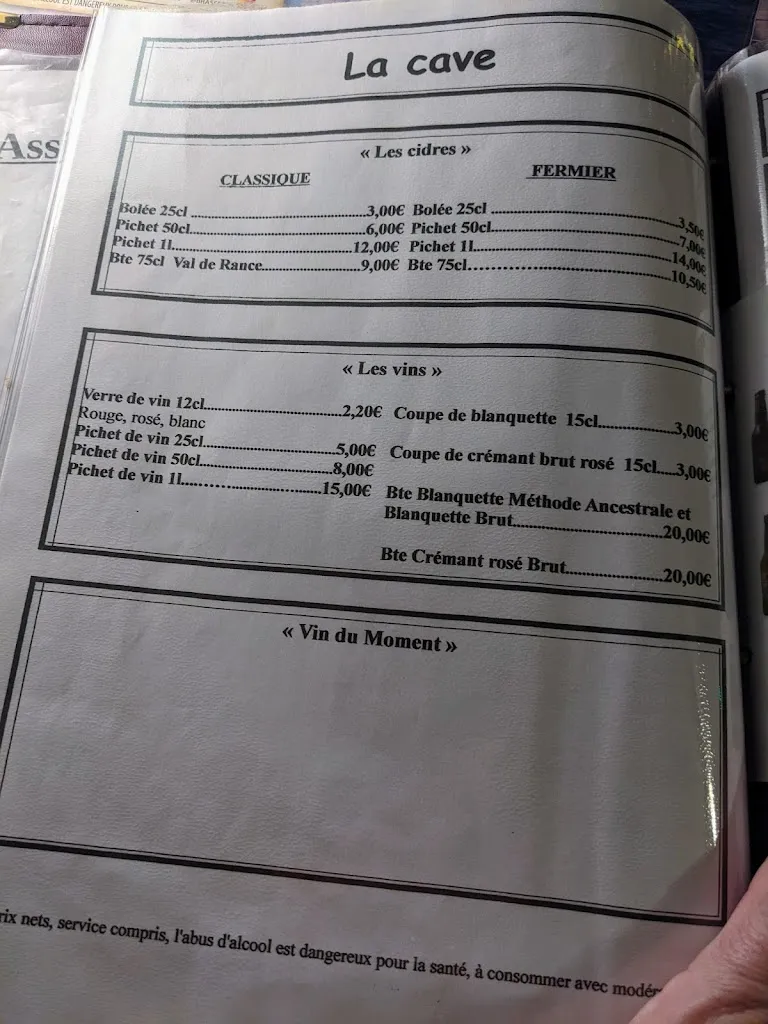 Ass
La cave
« Les cidres »
CLASSIQUE
Bolée 25cl...3,00€
Pichet 50cl...6,00€
Pichet 1l...12,00€
Bte 75cl Val de Rance...9,00€
FERMIER
Bolée 25cl...3,50€
Pichet 50cl...7,00€
Pichet 1l...14,00€
Bte 75cl...10,50€
« Les vins »
Verre de vin 12cl...2,20€
Rouge, rosé, blanc
Pichet de vin 25cl...5,00€
Pichet de vin 50cl...8,00€
Pichet de vin 1l...15,00€
Coupe de blanquette 15cl...3,00€
Coupe de crémant brut rosé 15cl...3,00€
Bte Blanquette Méthode Ancestrale et
Blanquette Brut...20,00€
Bte Crémant rosé Brut...20,00€
« Vin du Moment »
rix nets, service compris, l'abus d'alcool est dangereux pour la santé, à consommer avec modér